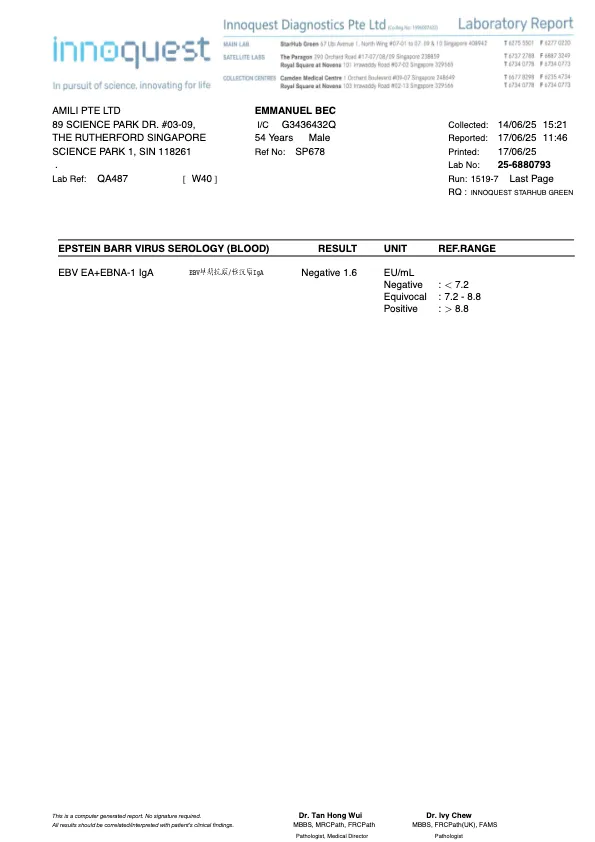 innoquest
In pursuit of science, innovating for life
Innoquest Diagnostics Pte Ltd Laboratory Report
MAIN LAB StarHub Green 67 Ubi Avenue 1, North Wing #07-01 to 07- & 10 Singapore 408942 T 6275 5501 F 6277 0230
SATELLITE LABS The Paragon 290 Orchard Road #17-07/08/09 Singapore 238859 T 6737 2788 F 6887 3249
Royal Square at Novena 101 Irrawaddy Road #07-02 Singapore 329565 T 6734 0778 F 6734 0773
COLLECTION CENTRES Camden Medical Centre 1 Orchard Boulevard #09-07 Singapore 248649 T 6677 8298 F 6235 4734
Royal Square at Novena 101 Irrawaddy Road #02-13 Singapore 329565 T 6734 0778 F 6734 0773
AMILI PTE LTD
89 SCIENCE PARK DR. #03-09,
THE RUTHERFORD SINGAPORE
SCIENCE PARK 1, SIN 118261
.
Lab Ref: QA487 [ W40 ]
EMMANUEL BEC
I/C G3436432Q
54 Years Male
Ref No: SP678
Collected: 14/06/25 15:21
Reported: 17/06/25 11:46
Printed: 17/06/25
Lab No: 25-6880793
Run: 1519-7 Last Page
RQ : INNOQUEST STARHUB GREEN
EPSTEIN BARR VIRUS SEROLOGY (BLOOD) RESULT UNIT REF.RANGE
EBV EA+EBNA-1 IgA EBV早期抗原/核抗原IgA Negative 1.6 EU/mL
Negative : < 7.2
Equivocal : 7.2 - 8.8
Positive : > 8.8
This is a computer generated report. No signature required.
All results should be correlated/interpreted with patient's clinical findings.
Dr. Tan Hong Wui
MBBS, MRCPath, FRCPath
Pathologist, Medical Director
Dr. Ivy Chew
MBBS, FRCPath(UK), FAMS
Pathologist